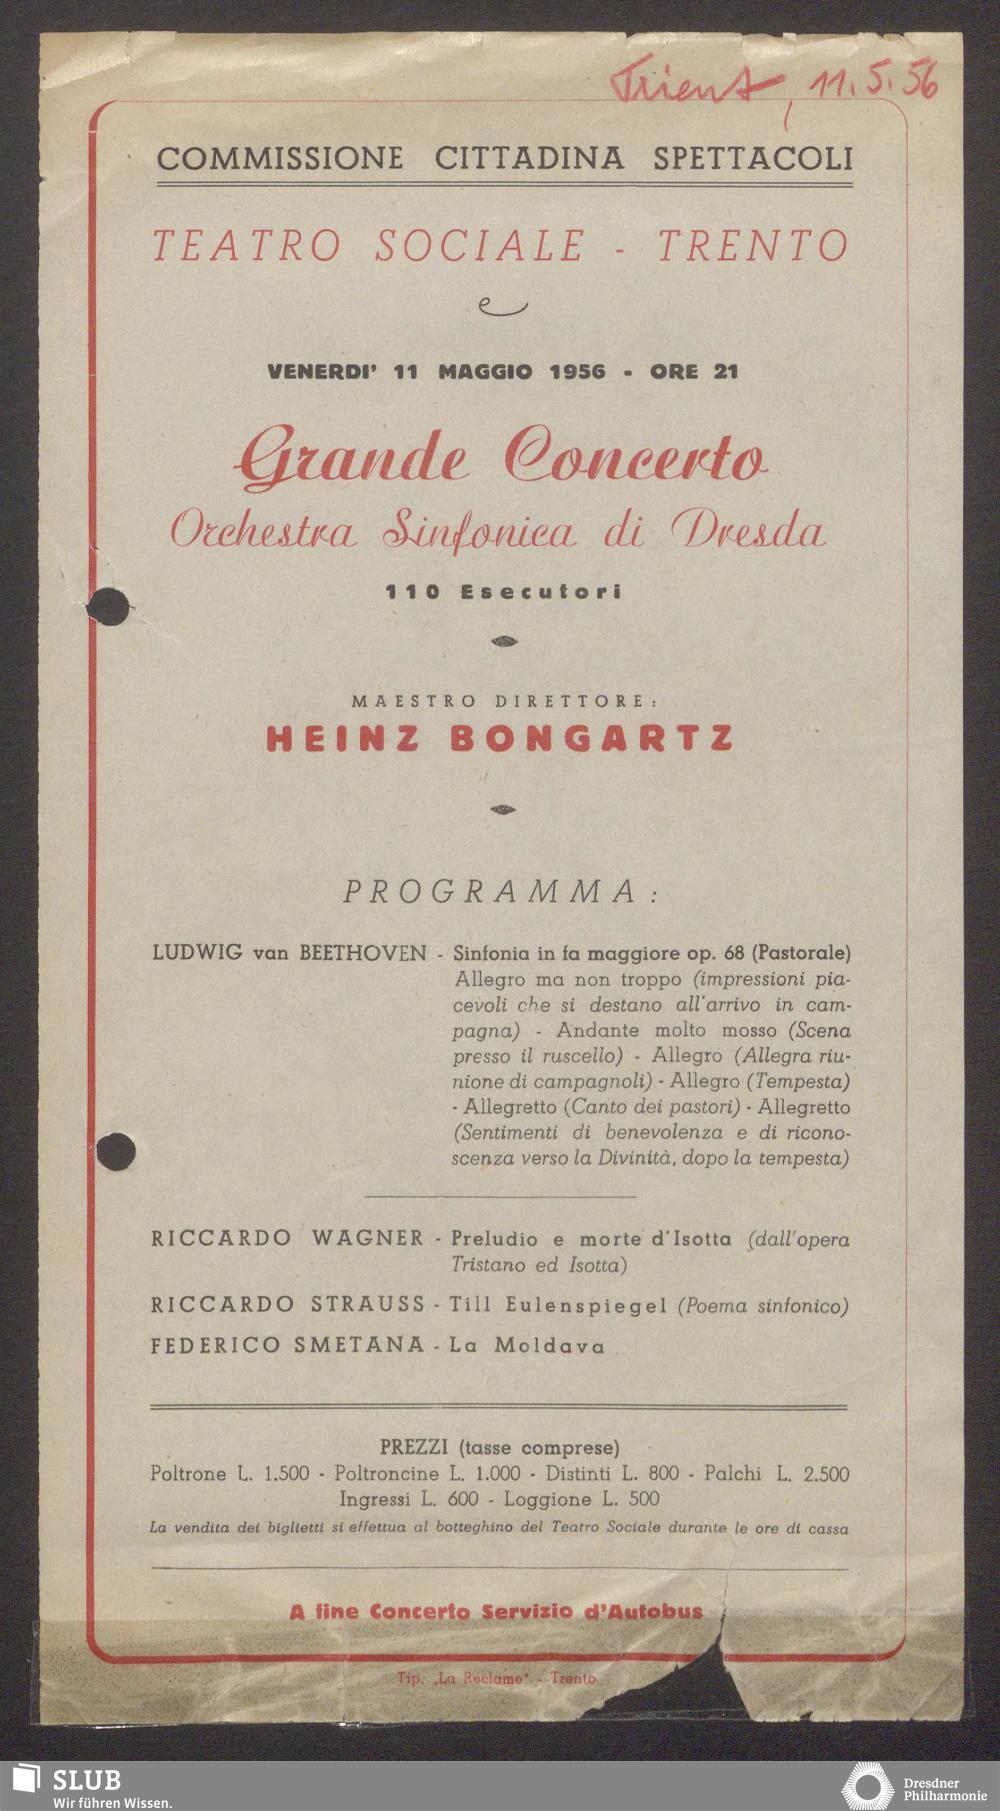 Trient, 11.5.56
COMMISSIONE CITTADINA SPETTACOLI
TEATRO SOCIALE - TRENTO
VENERDI' 11 MAGGIO 1956 - ORE 21
Grande Concerto
Orchestra Sinfonica di Dresda
110 Esecutori
MAESTRO DIRETTORE:
HEINZ BONGARTZ
PROGRAMMA:
LUDWIG van BEETHOVEN - Sinfonia in fa maggiore op. 68 (Pastorale)
Allegro ma non troppo (impressioni pia-
cevoli che si destano all'arrivo in cam-
pagna) - Andante molto mosso (Scena
presso il ruscello) - Allegro (Allegra riu-
nione di campagnoli) - Allegro (Tempesta)
- Allegretto (Canto dei pastori) - Allegretto
(Sentimenti di benevolenza e di ricono-
scenza verso la Divinità, dopo la tempesta)
RICCARDO WAGNER - Preludio e morte d'Isotta (dall'opera
Tristano ed Isotta)
RICCARDO STRAUSS - Till Eulenspiegel (Poema sinfonico)
FEDERICO SMETANA - La Moldava
PREZZI (tasse comprese)
Poltrone L. 1.500 - Poltroncine L. 1.000 - Distinti L. 800 - Palchi L. 2.500
Ingressi L. 600 - Loggione L. 500
La vendita dei biglietti si effettua al botteghino del Teatro Sociale durante le ore di cassa
A fine Concerto Servizio d'Autobus
Tip. „La Reclame" - Trento
SLUB
Wir führen Wissen.
Dresdner
Philharmonie